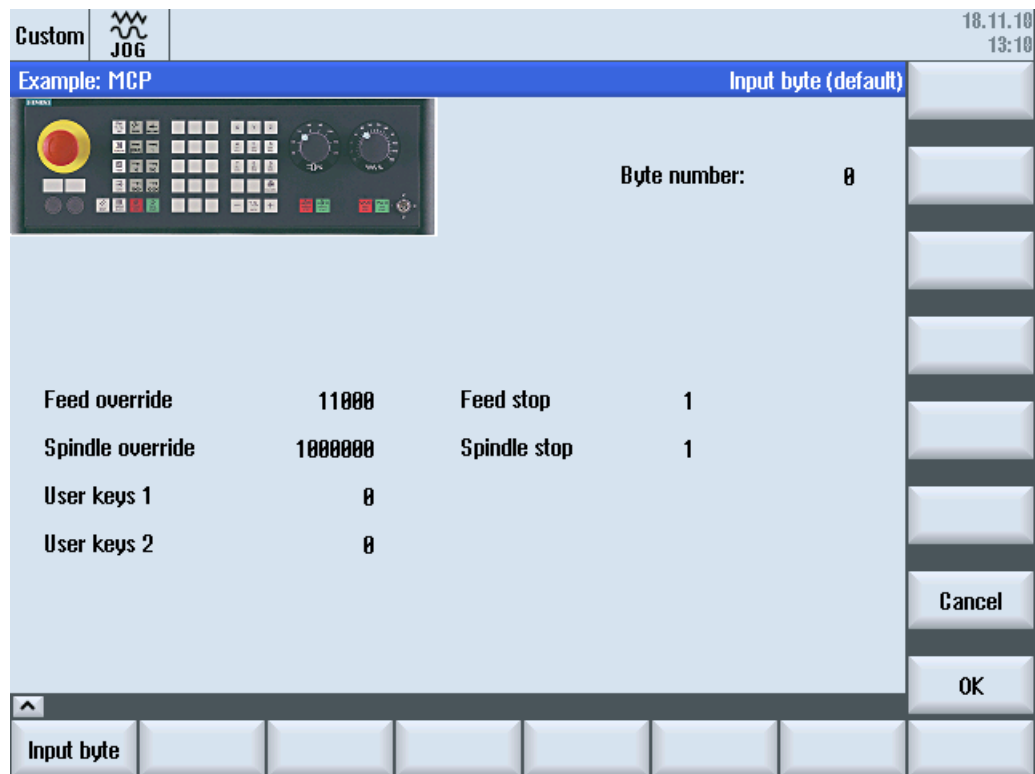 Custom
JOG
18.11.10
13:10
Example: MCP
Input byte (default)
SIEMENS
Byte number: 0
Feed override 11000 Feed stop 1
Spindle override 1000000 Spindle stop 1
User keys 1 0
User keys 2 0
Cancel
OK
Input byte